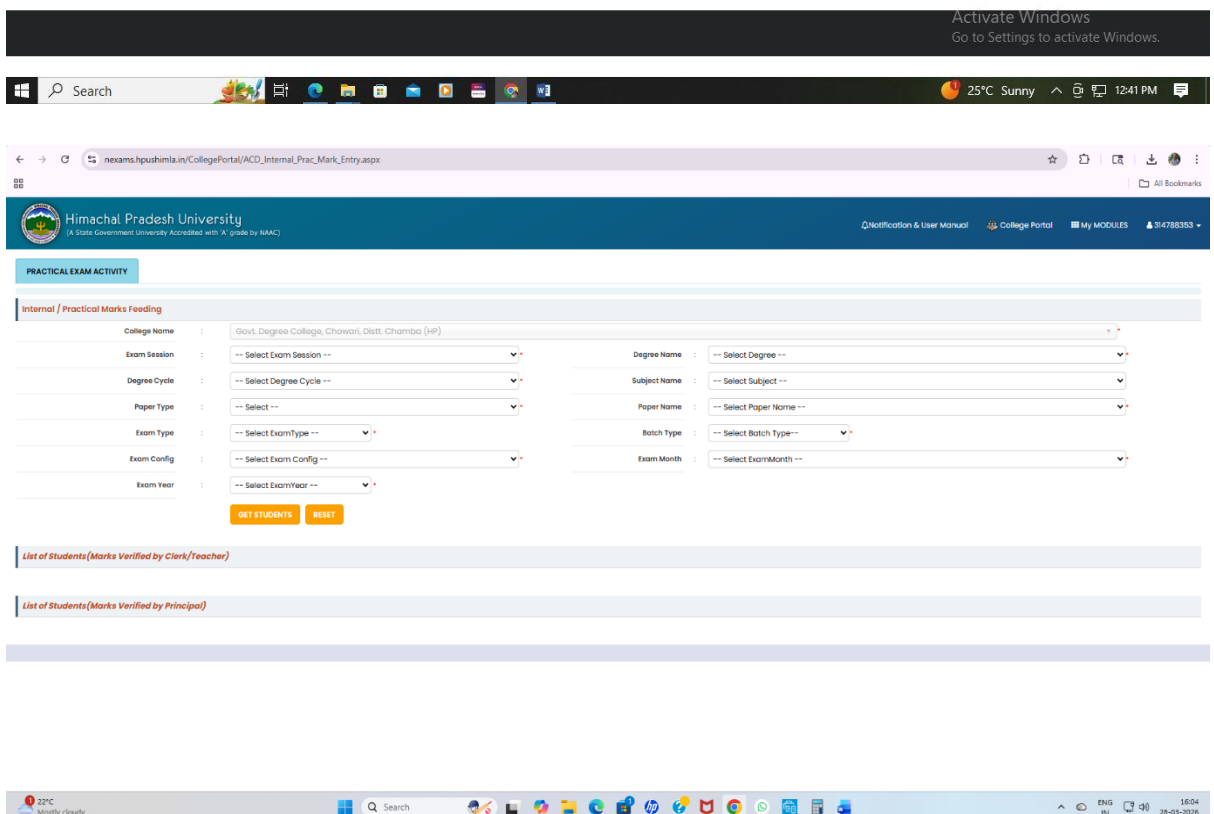 Activate Windows
Go to Settings to activate Windows.
Search
25°C Sunny
12:41 PM
nexams.hpushimla.in/CollegePortal/ACD_Internal_Prac_Mark_Entry.aspx
All Bookmarks
Himachal Pradesh University
(A State Government University Accredited with 'A' grade by NAAC)
Notification & User Manual College Portal My MODULES 314788353
PRACTICAL EXAM ACTIVITY
Internal / Practical Marks Feeding
College Name : Govt. Degree College, Chowari, Distt. Chamba (HP) *
Exam Session : -- Select Exam Session -- * Degree Name : -- Select Degree -- *
Degree Cycle : -- Select Degree Cycle -- * Subject Name : -- Select Subject --
Paper Type : -- Select -- * Paper Name : -- Select Paper Name -- *
Exam Type : -- Select ExamType -- * Batch Type : -- Select Batch Type-- *
Exam Config : -- Select Exam Config -- * Exam Month : -- Select ExamMonth -- *
Exam Year : -- Select ExamYear -- *
GET STUDENTS RESET
List of Students(Marks Verified by Clerk/Teacher)
List of Students(Marks Verified by Principal)
22°C
Mostly cloudy
Search
ENG
IN
16:04
28-05-2026